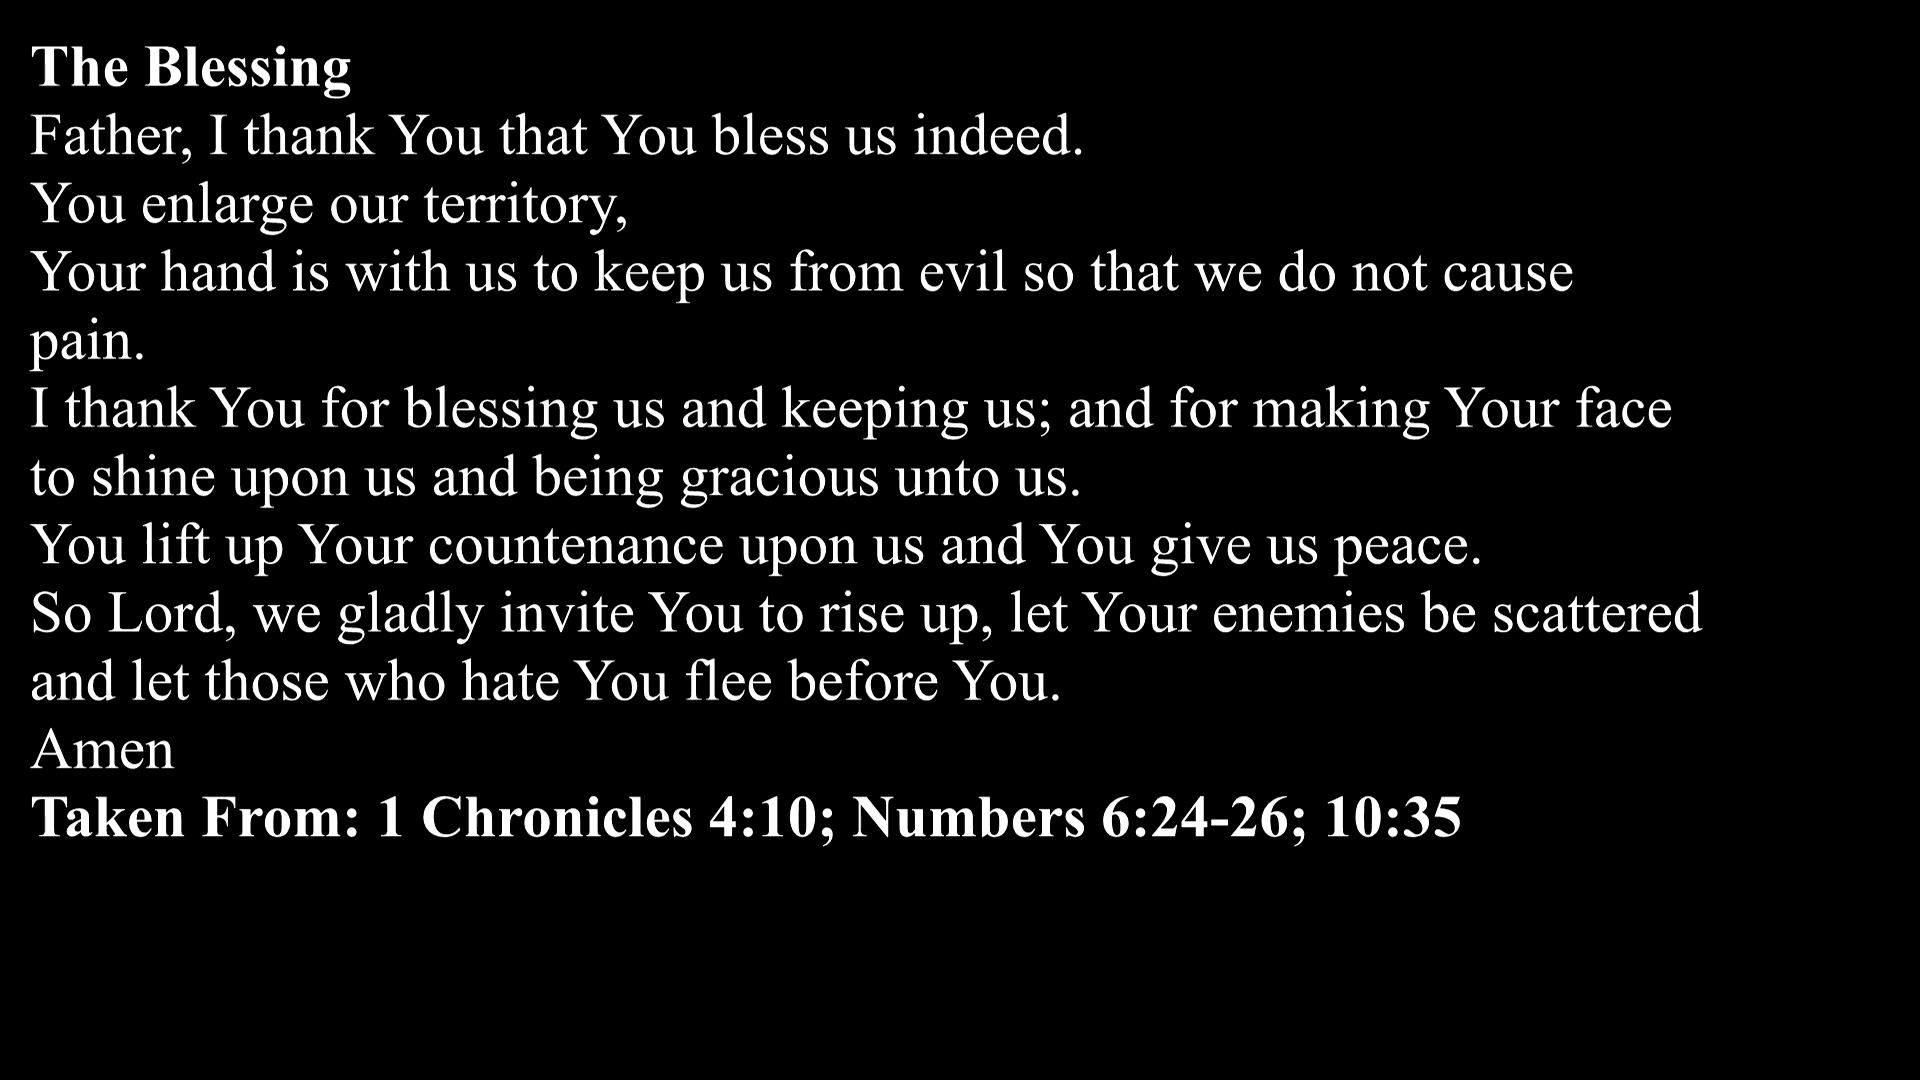 The Blessing
Father, I thank You that You bless us indeed.
You enlarge our territory,
Your hand is with us to keep us from evil so that we do not cause
pain.
I thank You for blessing us and keeping us; and for making Your face
to shine upon us and being gracious unto us.
You lift up Your countenance upon us and You give us peace.
So Lord, we gladly invite You to rise up, let Your enemies be scattered
and let those who hate You flee before You.
Amen
Taken From: 1 Chronicles 4:10; Numbers 6:24-26; 10:35